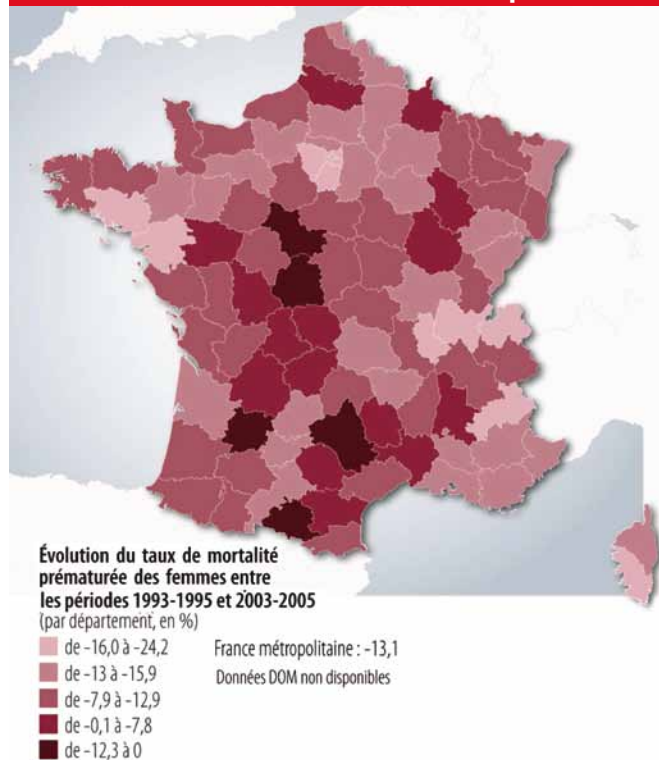 Évolution du taux de mortalité
prématurée des femmes entre
les périodes 1993-1995 et 2003-2005
(par département, en %)
de -16,0 à -24,2
de -13 à -15,9
de -7,9 à -12,9
de -0,1 à -7,8
de -12,3 à 0
France métropolitaine : -13,1
Données DOM non disponibles